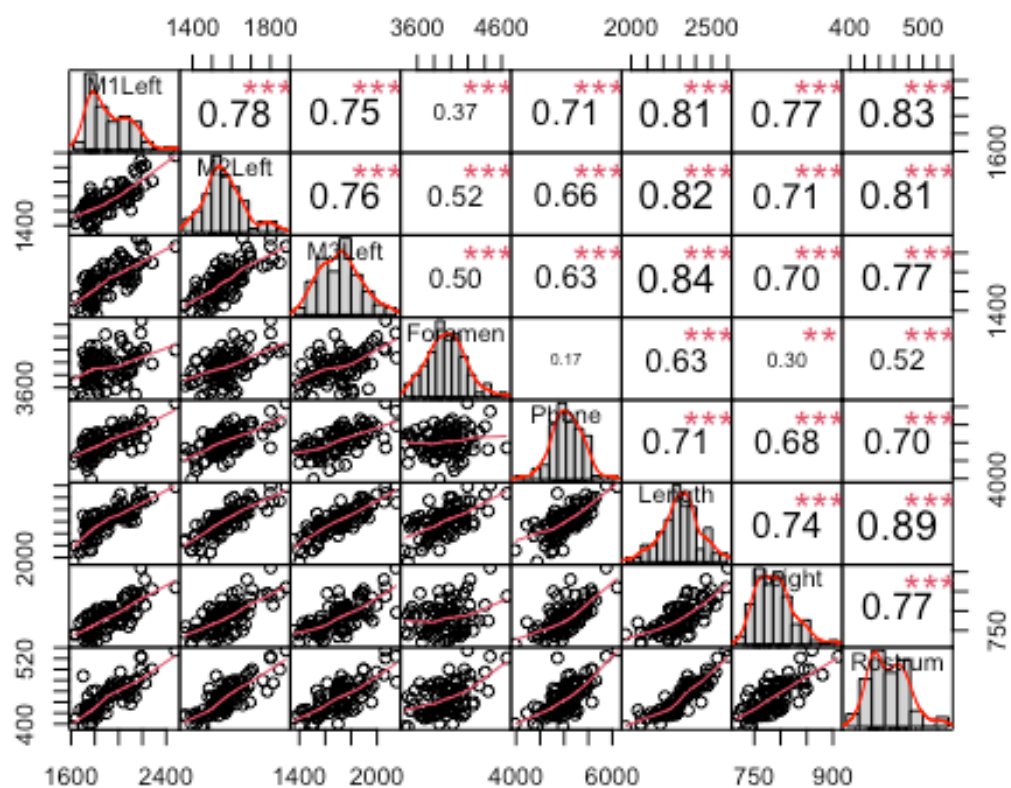 1400 1800 3600 4600 2000 2500 400 500
M1Left 0.78 *** 0.75 *** 0.37 *** 0.71 *** 0.81 *** 0.77 *** 0.83 ***
1600
M2Left 0.76 *** 0.52 *** 0.66 *** 0.82 *** 0.71 *** 0.81 ***
1400
M3Left 0.50 *** 0.63 *** 0.84 *** 0.70 *** 0.77 ***
1400
Foramen 0.17 0.63 *** 0.30 ** 0.52 ***
3600
Pbone 0.71 *** 0.68 *** 0.70 ***
4000
Length 0.74 *** 0.89 ***
2000
Height 0.77 ***
750
520 Rostrum
400
1600 2400 1400 2000 4000 6000 750 900